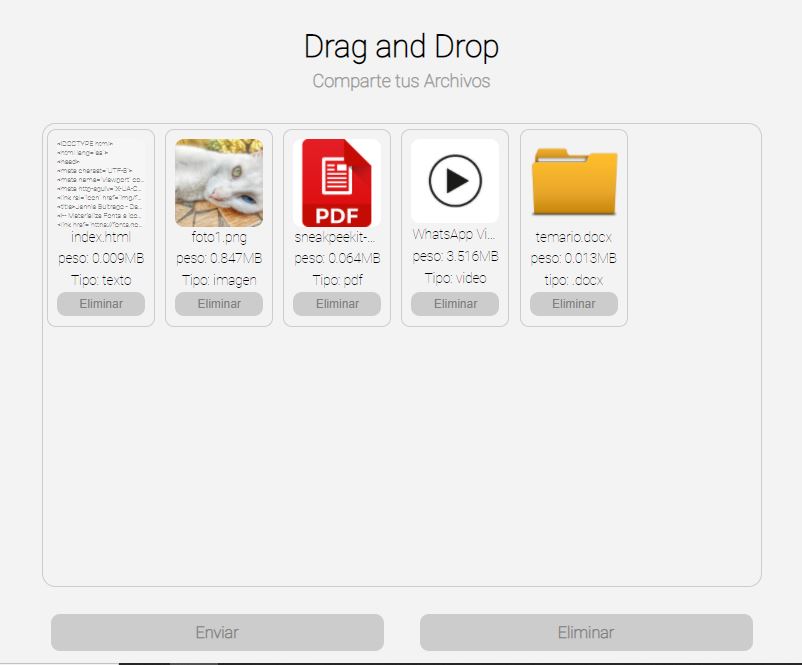 Drag and Drop
Comparte tus Archivos
<!DOCTYPE html>
<html lang="es">
<head>
<meta charset="UTF-8">
<meta name="viewport" co...
<meta http-equiv="X-UA-C...
<link rel="icon" href="img/f...
<title>Jennie Buitrago - De...
<!-- Materialize Fonts e Ico...
<link href="https://fonts.go...
index.html
peso: 0.009MB
Tipo: texto
Eliminar
foto1.png
peso: 0.847MB
Tipo: imagen
Eliminar
PDF
sneakpeekit-...
peso: 0.064MB
Tipo: pdf
Eliminar
WhatsApp Vi...
peso: 3.516MB
Tipo: video
Eliminar
temario.docx
peso: 0.013MB
tipo: .docx
Eliminar
Enviar
Eliminar